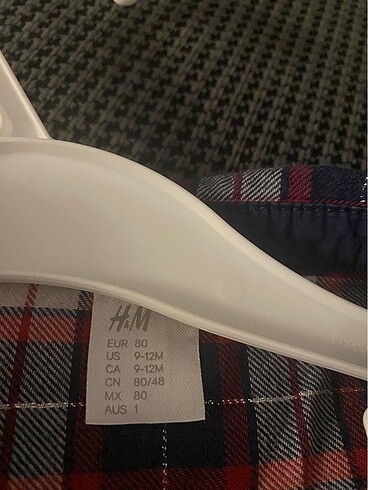 H&M
EUR 80
US 9-12M
CA 9-12M
CN 80/48
MX 80
AUS 1